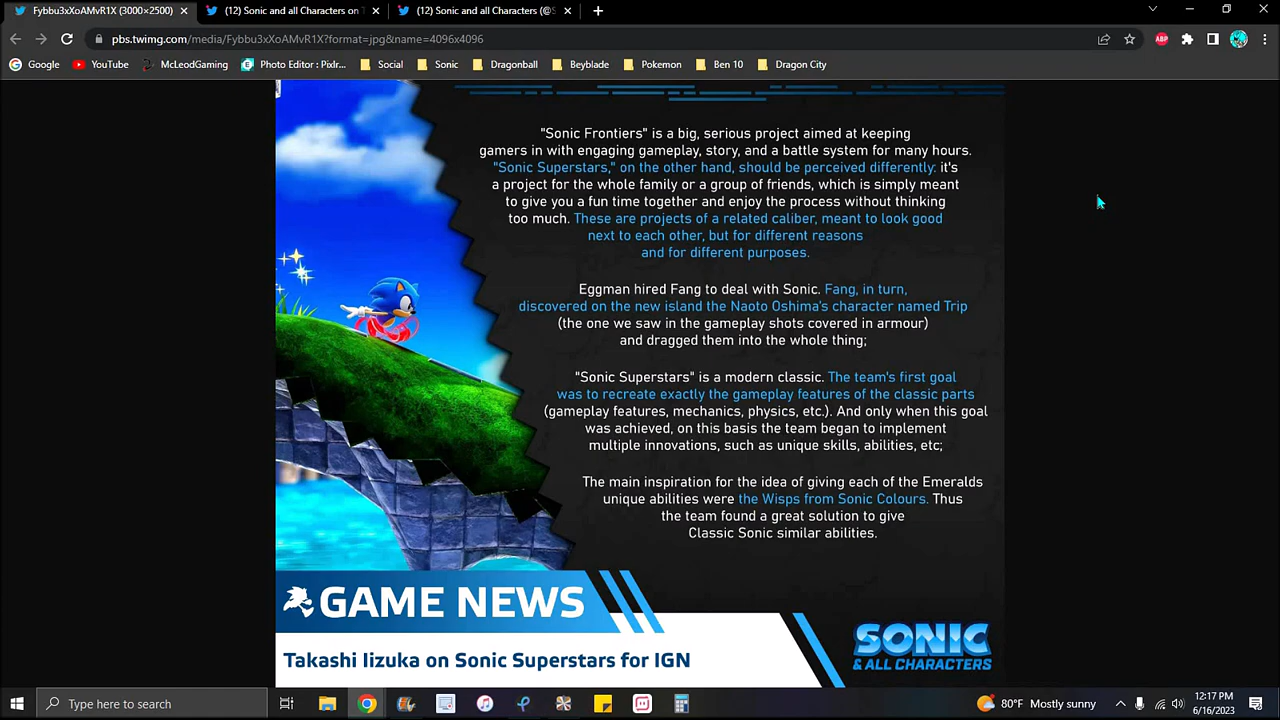 Fybbu3xXoAMvR1X (3000×2500)
(12) Sonic and all Characters on T
(12) Sonic and all Characters (@S
pbs.twimg.com/media/Fybbu3xXoAMvR1X?format=jpg&name=4096x4096
ABP
Google
YouTube
McLeodGaming
Photo Editor : Pixlr...
Social
Sonic
Dragonball
Beyblade
Pokemon
Ben 10
Dragon City
"Sonic Frontiers" is a big, serious project aimed at keeping
gamers in with engaging gameplay, story, and a battle system for many hours.
"Sonic Superstars," on the other hand, should be perceived differently: it's
a project for the whole family or a group of friends, which is simply meant
to give you a fun time together and enjoy the process without thinking
too much. These are projects of a related caliber, meant to look good
next to each other, but for different reasons
and for different purposes.
Eggman hired Fang to deal with Sonic. Fang, in turn,
discovered on the new island the Naoto Oshima's character named Trip
(the one we saw in the gameplay shots covered in armour)
and dragged them into the whole thing;
"Sonic Superstars" is a modern classic. The team's first goal
was to recreate exactly the gameplay features of the classic parts
(gameplay features, mechanics, physics, etc.). And only when this goal
was achieved, on this basis the team began to implement
multiple innovations, such as unique skills, abilities, etc;
The main inspiration for the idea of giving each of the Emeralds
unique abilities were the Wisps from Sonic Colours. Thus
the team found a great solution to give
Classic Sonic similar abilities.
GAME NEWS
Takashi Iizuka on Sonic Superstars for IGN
SONIC
& ALL CHARACTERS
Type here to search
80°F Mostly sunny
12:17 PM
6/16/2023